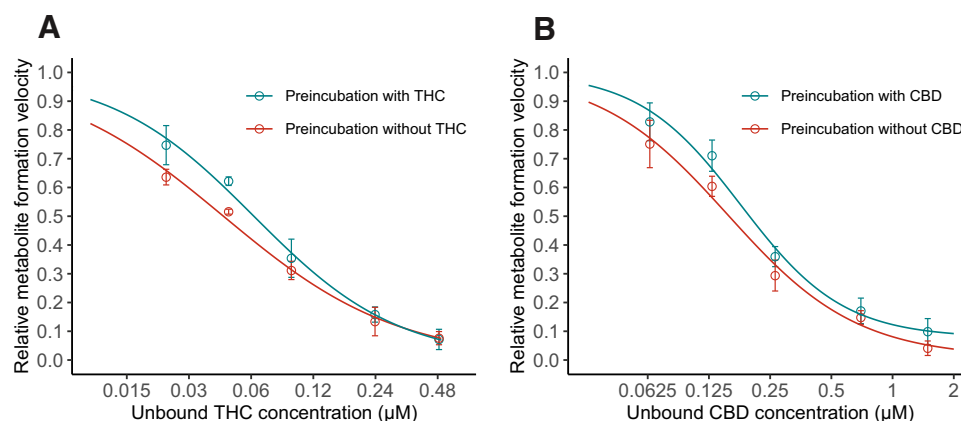 A
Relative metabolite formation velocity
1.0
0.9
0.8
0.7
0.6
0.5
0.4
0.3
0.2
0.1
0.0
Preincubation with THC
Preincubation without THC
0.015 0.03 0.06 0.12 0.24 0.48
Unbound THC concentration (μM)
B
Relative metabolite formation velocity
1.0
0.9
0.8
0.7
0.6
0.5
0.4
0.3
0.2
0.1
0.0
Preincubation with CBD
Preincubation without CBD
0.0625 0.125 0.25 0.5 1 2
Unbound CBD concentration (μM)